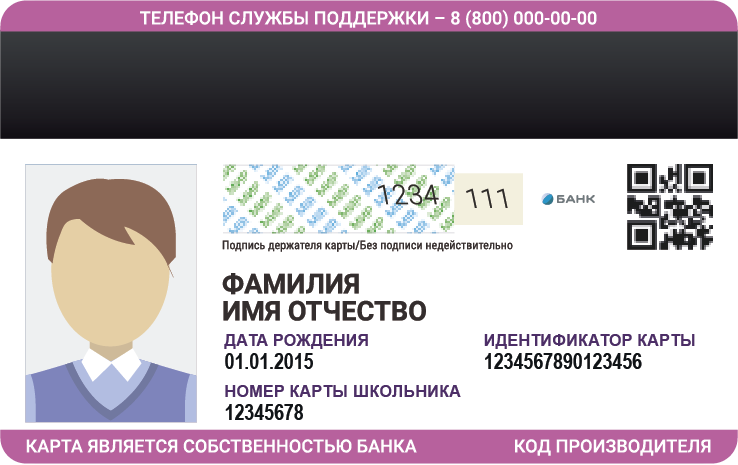 ТЕЛЕФОН СЛУЖБЫ ПОДДЕРЖКИ – 8 (800) 000-00-00
1234 111 БАНК
Подпись держателя карты/Без подписи недействительно
ФАМИЛИЯ
ИМЯ ОТЧЕСТВО
ДАТА РОЖДЕНИЯ ИДЕНТИФИКАТОР КАРТЫ
01.01.2015 1234567890123456
НОМЕР КАРТЫ ШКОЛЬНИКА
12345678
КАРТА ЯВЛЯЕТСЯ СОБСТВЕННОСТЬЮ БАНКА КОД ПРОИЗВОДИТЕЛЯ